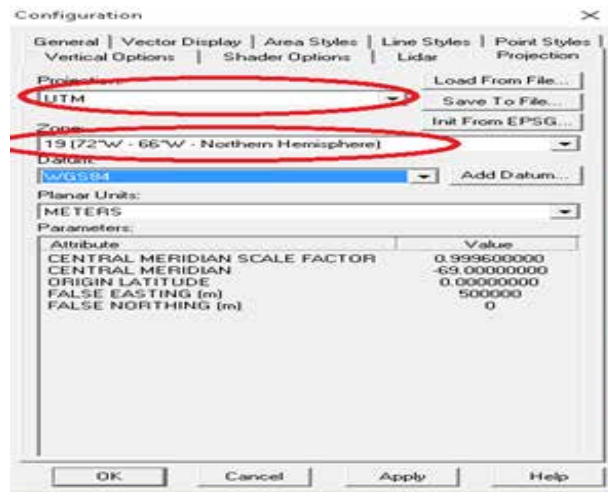 Configuration
General | Vector Display | Area Styles | Line Styles | Point Styles
Vertical Options | Shader Options | Lidar | Projection
Projection:
Load From File...
UTM
Save To File...
Zone:
Init From EPSG...
19 (72°W - 66°W - Northern Hemisphere)
Datum:
WGS84
Add Datum...
Planar Units:
METERS
Parameters:
Attribute Value
CENTRAL MERIDIAN SCALE FACTOR 0.999600000
CENTRAL MERIDIAN -69.00000000
ORIGIN LATITUDE 0.00000000
FALSE EASTING (m) 500000
FALSE NORTHING (m) 0
OK Cancel Apply Help